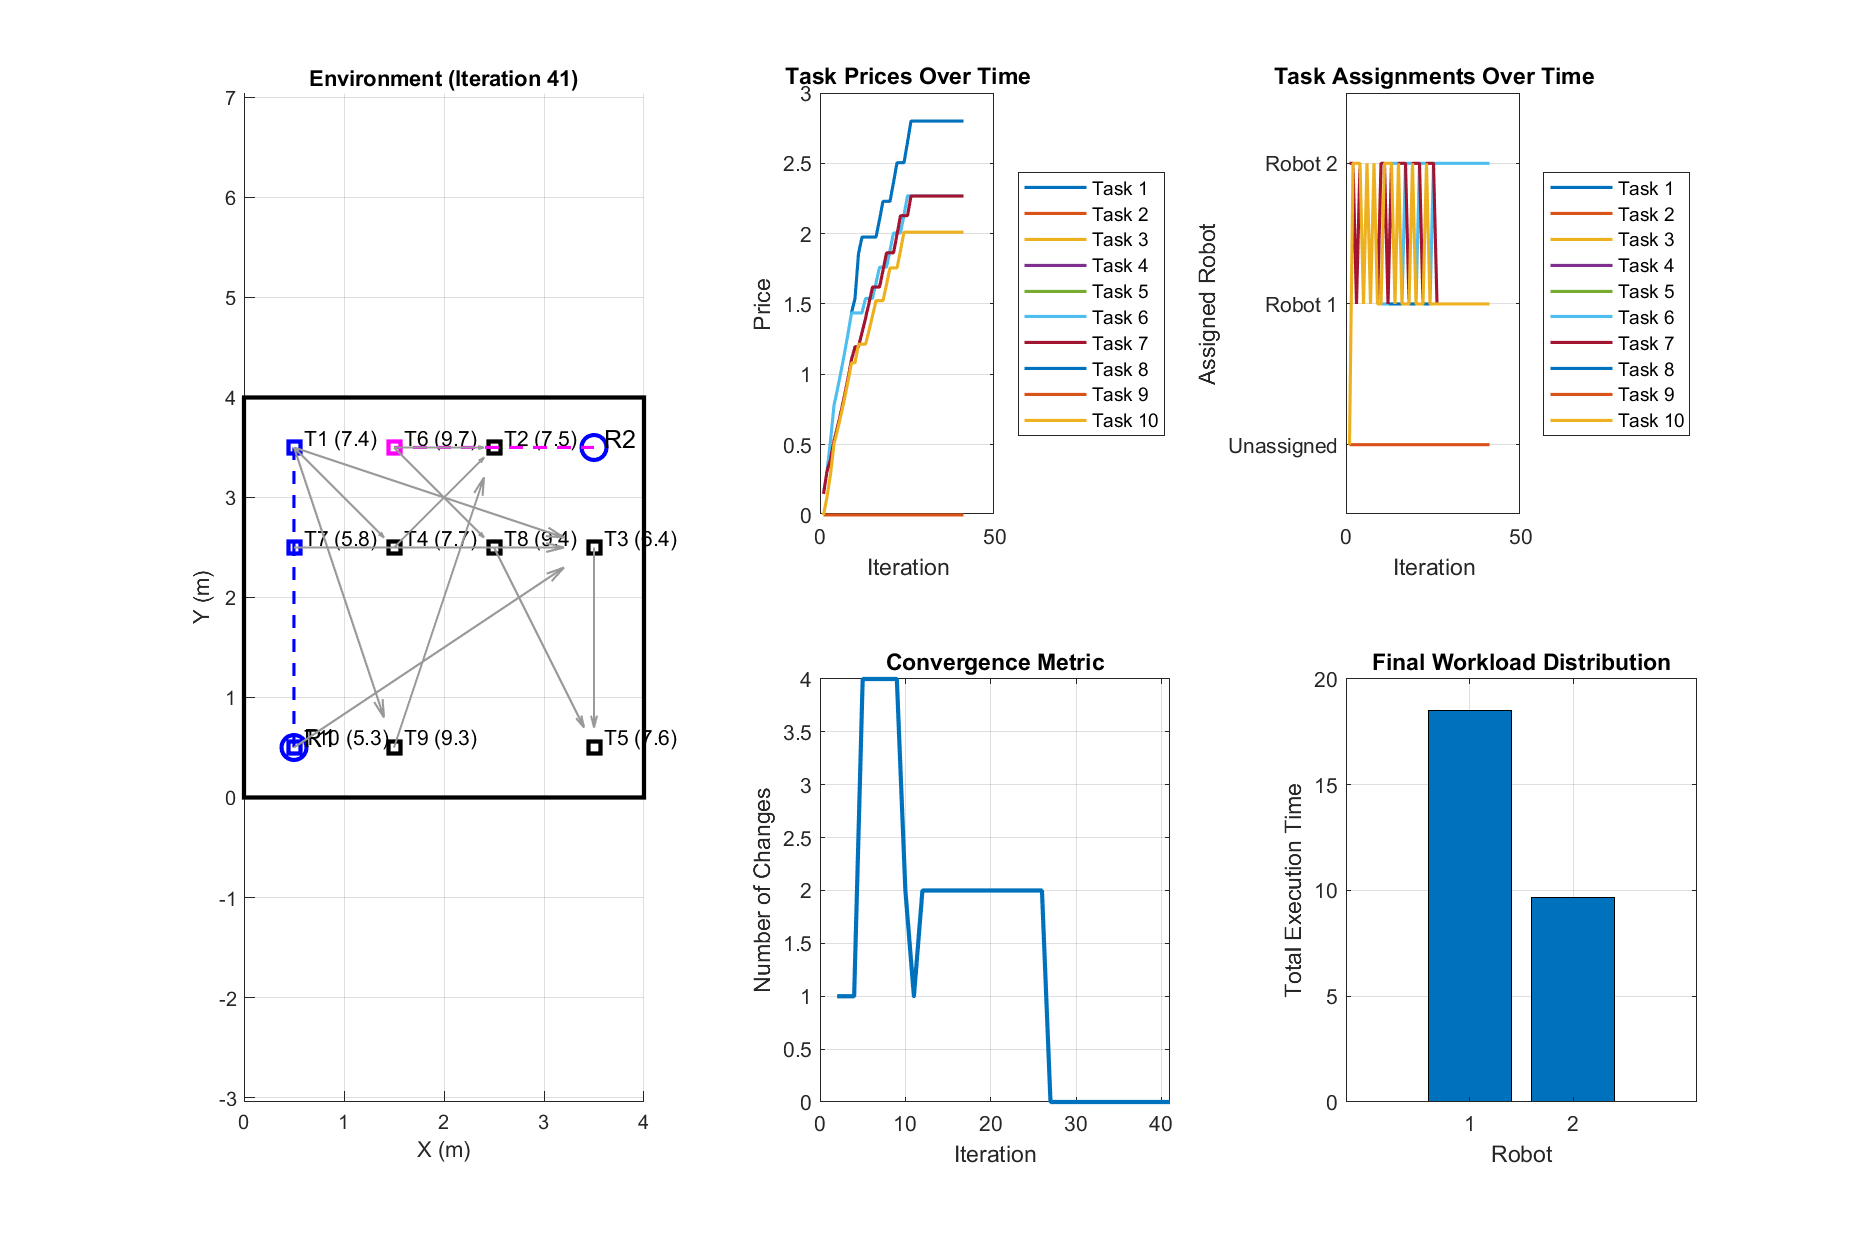 Environment (Iteration 41)
7
6
5
4
3
2
1
0
-1
-2
-3
Y (m)
T1 (7.4)
T6 (9.7)
T2 (7.5)
R2
T7 (5.8)
T4 (7.7)
T8 (9.4)
T3 (6.4)
R1
T10 (5.3)
T9 (9.3)
T5 (7.6)
0
1
2
3
4
X (m)
Task Prices Over Time
3
2.5
2
1.5
1
0.5
0
Price
0
50
Iteration
Task 1
Task 2
Task 3
Task 4
Task 5
Task 6
Task 7
Task 8
Task 9
Task 10
Task Assignments Over Time
Robot 2
Robot 1
Unassigned
Assigned Robot
0
50
Iteration
Task 1
Task 2
Task 3
Task 4
Task 5
Task 6
Task 7
Task 8
Task 9
Task 10
Convergence Metric
4
3.5
3
2.5
2
1.5
1
0.5
0
Number of Changes
0
10
20
30
40
Iteration
Final Workload Distribution
20
15
10
5
0
Total Execution Time
1
2
Robot